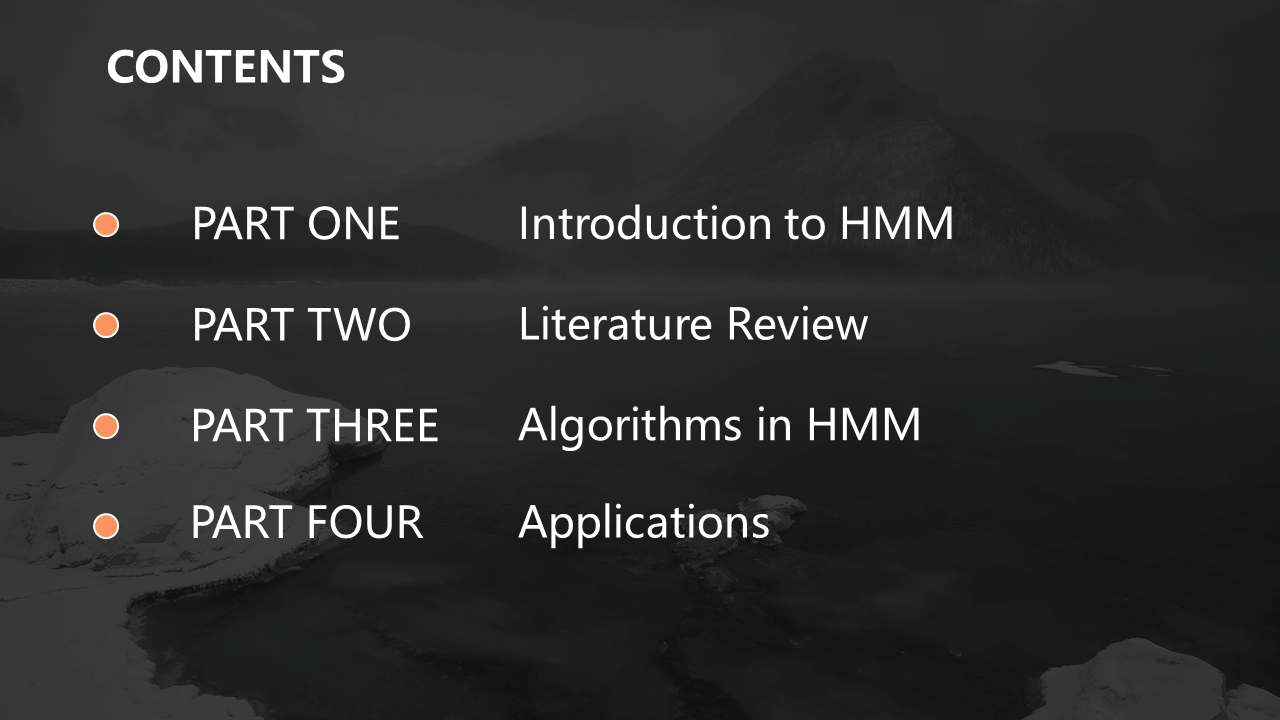 CONTENTS
PART ONE Introduction to HMM
PART TWO Literature Review
PART THREE Algorithms in HMM
PART FOUR Applications